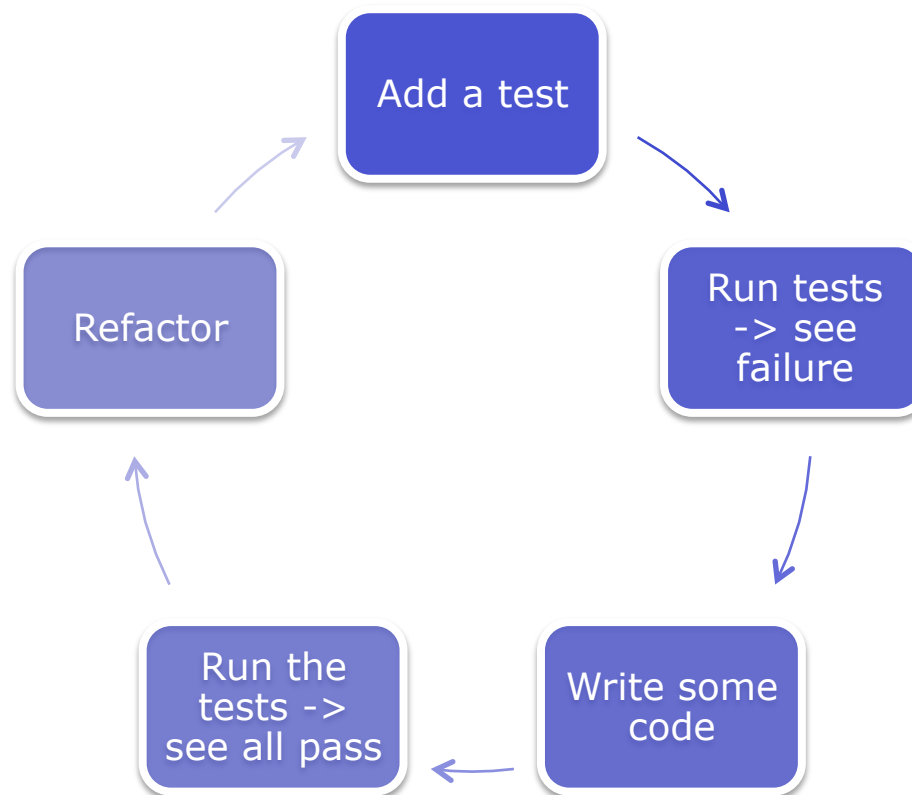 Add a test
Run tests
-> see
failure
Write some
code
Run the
tests ->
see all pass
Refactor